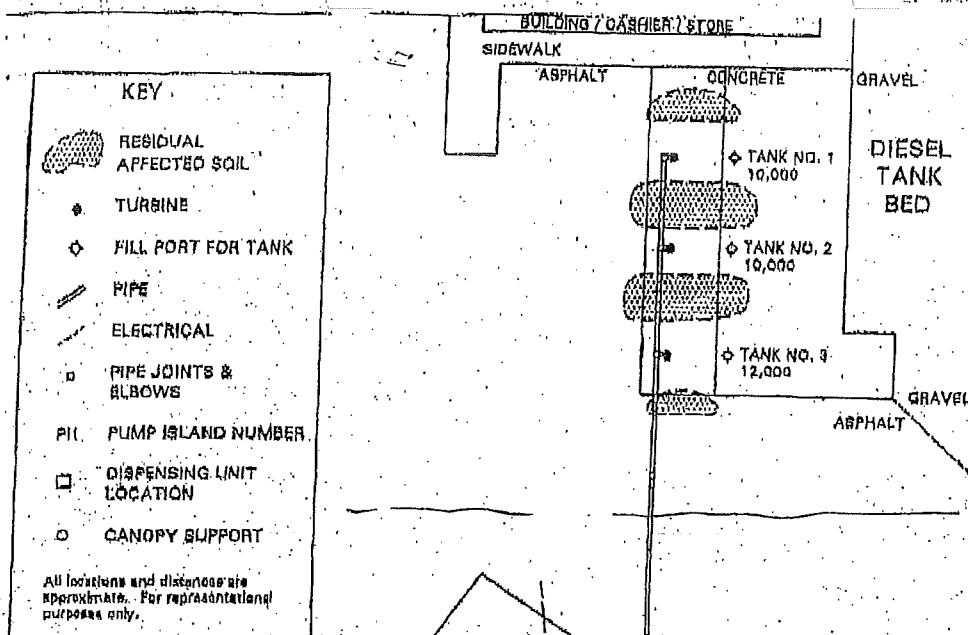 BUILDING / CASHIER / STORE
SIDEWALK
ASPHALT
CONCRETE
GRAVEL
KEY
RESIDUAL
AFFECTED SOIL
TURBINE
FILL PORT FOR TANK
PIPE
ELECTRICAL
PIPE JOINTS &
ELBOWS
PI( PUMP ISLAND NUMBER
DISPENSING UNIT
LOCATION
CANOPY SUPPORT
All locations and distances are
approximate. For representational
purposes only.
TANK NO. 1
10,000
TANK NO. 2
10,000
TANK NO. 3
12,000
DIESEL
TANK
BED
GRAVEL
ASPHALT